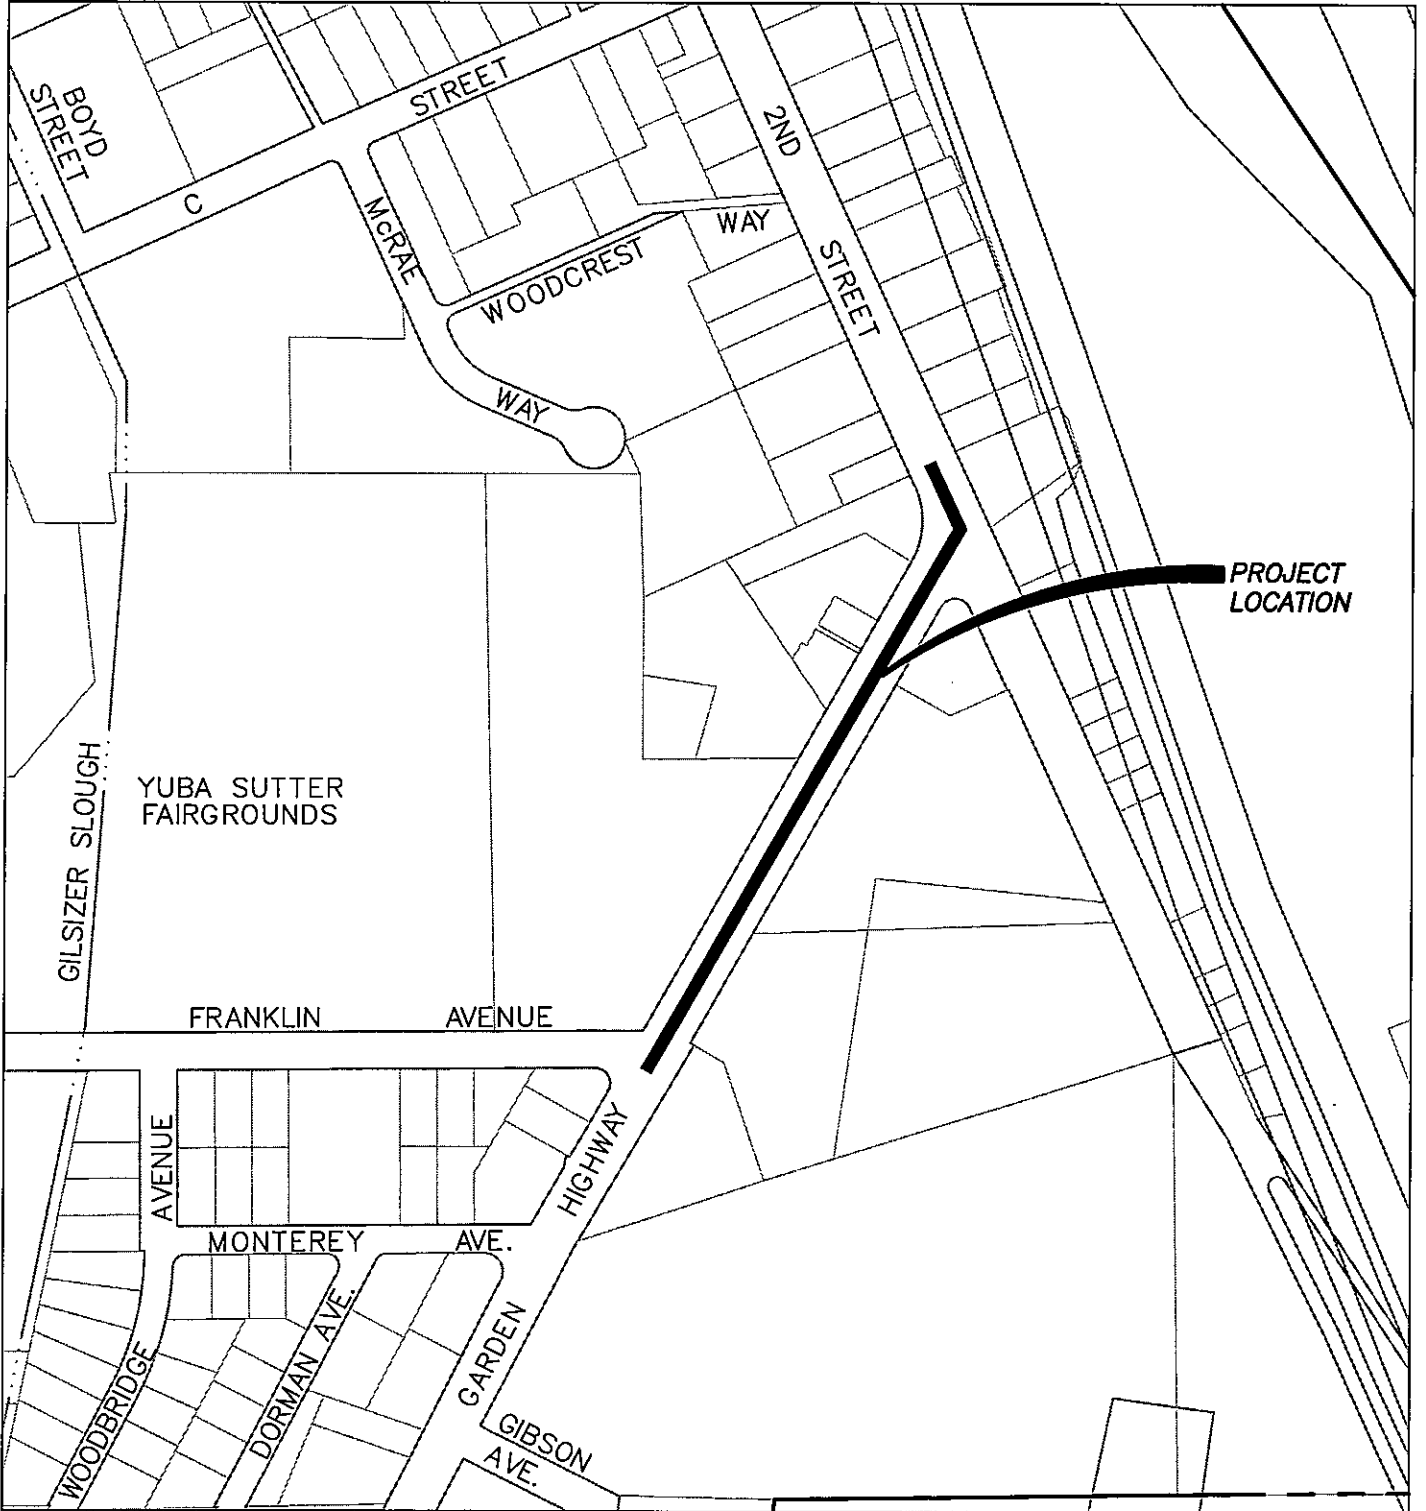 BOYD
STREET
C
STREET
McRAE
WAY
WOODCREST
WAY
2ND
STREET
PROJECT
LOCATION
YUBA SUTTER
FAIRGROUNDS
GILSIZER SLOUGH
FRANKLIN AVENUE
WOODBRIDGE
AVENUE
MONTEREY AVE.
DORMAN AVE.
GARDEN
HIGHWAY
GIBSON
AVE.